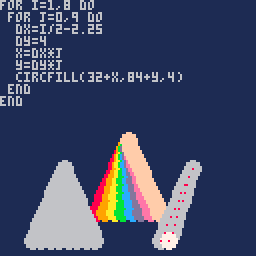 FOR I=1,8 DO
FOR J=0,9 DO
DX=I/2-2.25
DY=4
X=DX*J
Y=DY*J
CIRCFILL(32+X,84+Y,4)
END
END